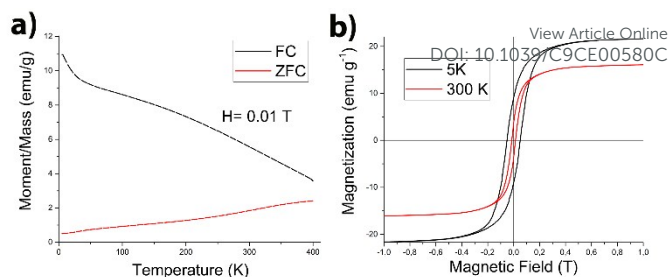 a)
FC
ZFC
H= 0.01 T
Moment/Mass (emu/g)
12
10
8
6
4
2
0
0
100
200
300
400
Temperature (K)
b)
View Article Online
DOI: 10.1039/C9CE00580C
5K
300 K
Magnetization (emu g⁻¹)
20
10
0
-10
-20
-1.0
-0,8
-0,6
-0,4
-0.2
0,0
0,2
0,4
0,6
0,8
1,0
Magnetic Field (T)